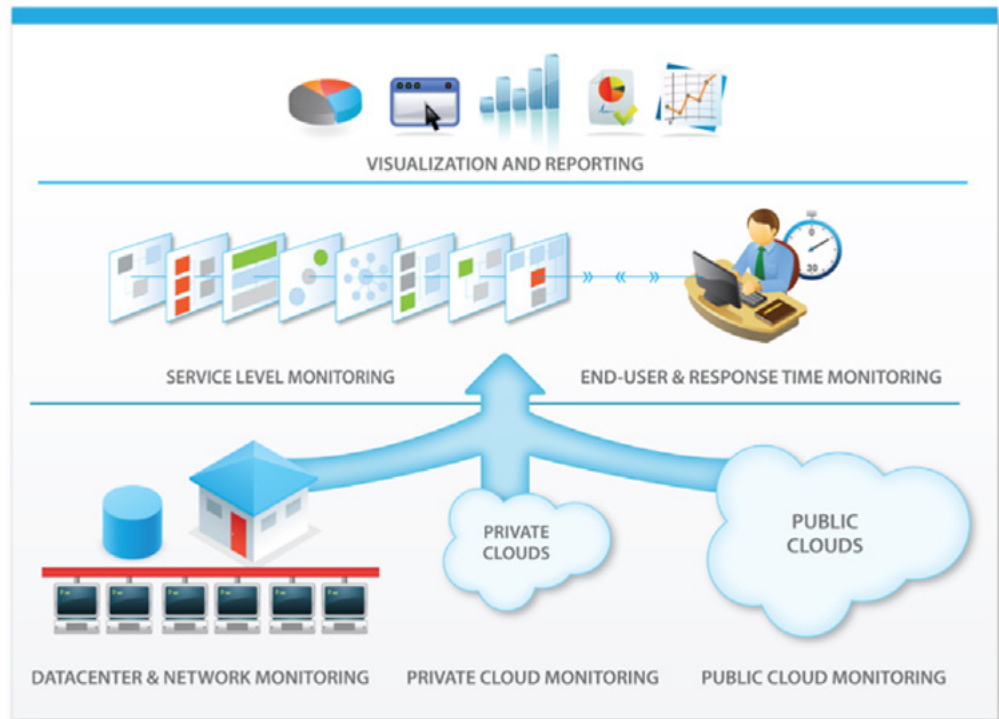 VISUALIZATION AND REPORTING
SERVICE LEVEL MONITORING
END-USER & RESPONSE TIME MONITORING
PRIVATE
CLOUDS
PUBLIC
CLOUDS
DATACENTER & NETWORK MONITORING
PRIVATE CLOUD MONITORING
PUBLIC CLOUD MONITORING